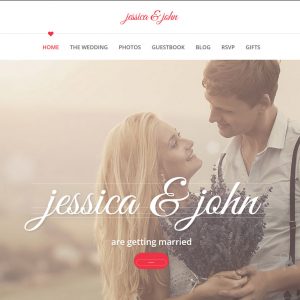 jessica & john
HOME THE WEDDING PHOTOS GUESTBOOK BLOG RSVP GIFTS
jessica & john
are getting married